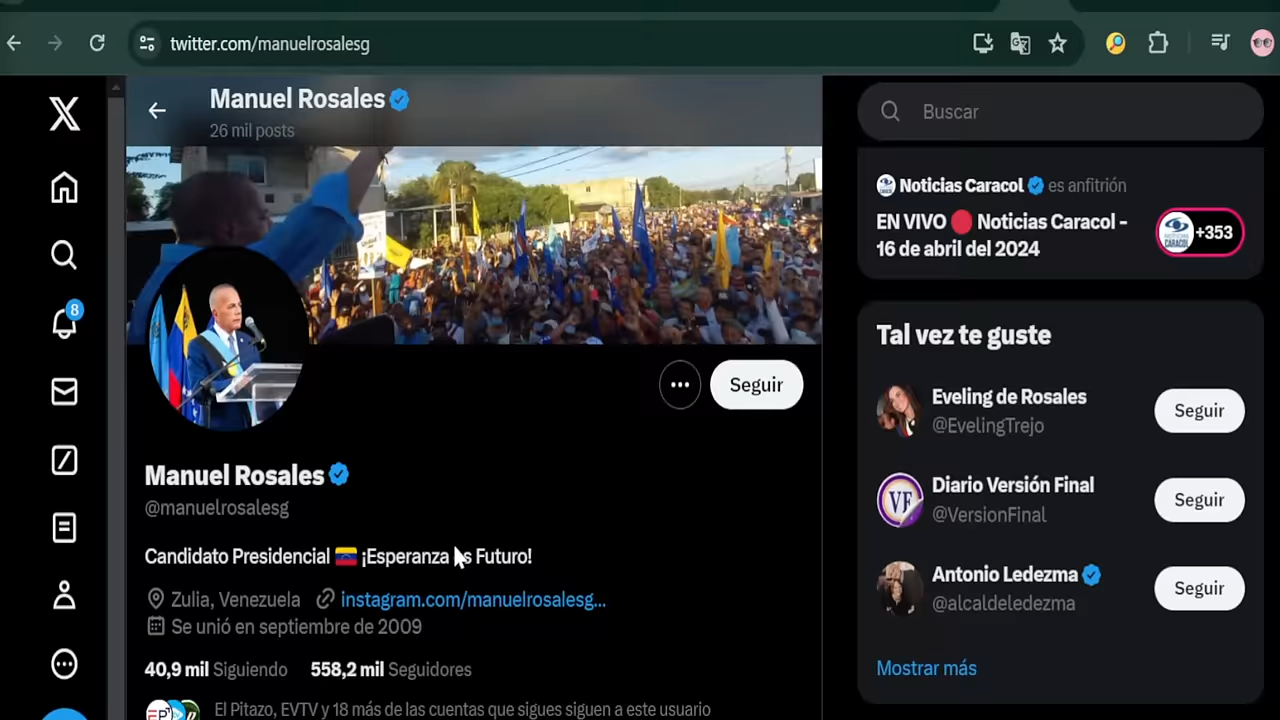 twitter.com/manuelrosalesg
Manuel Rosales
26 mil posts
Seguir
Manuel Rosales
@manuelrosalesg
Candidato Presidencial 🇻🇪 ¡Esperanza es Futuro!
Zulia, Venezuela instagram.com/manuelrosalesg...
Se unió en septiembre de 2009
40,9 mil Siguiendo 558,2 mil Seguidores
El Pitazo, EVTV y 18 más de las cuentas que sigues siguen a este usuario
8
Buscar
Noticias Caracol es anfitrión
EN VIVO 🔴 Noticias Caracol -
16 de abril del 2024
+353
Tal vez te guste
Eveling de Rosales
@EvelingTrejo
Seguir
Diario Versión Final
@VersionFinal
Seguir
Antonio Ledezma
@alcaldeledezma
Seguir
Mostrar más